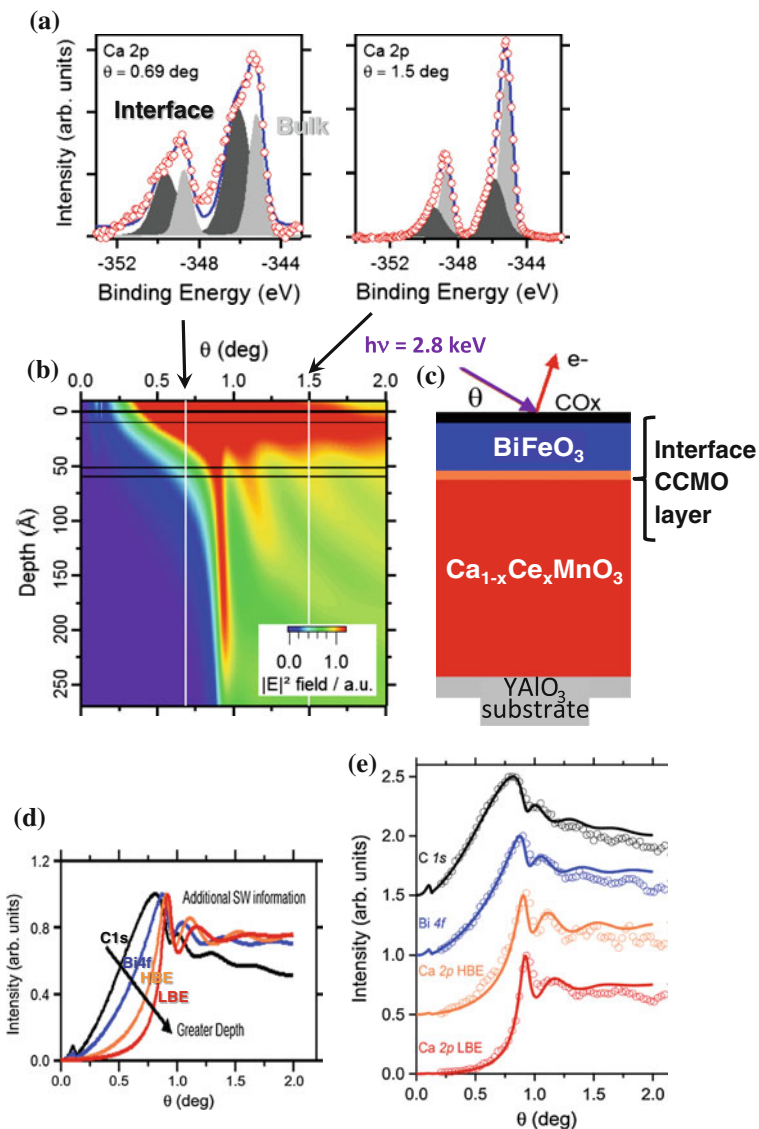 (a)
Ca 2p
θ = 0.69 deg
Interface
Bulk
Intensity (arb. units)
-352 -348 -344
Binding Energy (eV)
Ca 2p
θ = 1.5 deg
-352 -348 -344
Binding Energy (eV)
(b)
θ (deg)
0.0 0.5 1.0 1.5 2.0
0
50
100
150
200
250
Depth (Å)
0.0 1.0
|E|² field / a.u.
hν = 2.8 keV
(c)
e-
θ
COx
BiFeO₃
Interface
CCMO
layer
Ca₁₋ₓCeₓMnO₃
YAlO₃
substrate
(d)
Intensity (arb. units)
1.2
0.8
0.4
0.0
Additional SW information
C1s
Bi4f
HBE
LBE
Greater Depth
0.0 0.5 1.0 1.5 2.0
θ (deg)
(e)
Intensity (arb. units)
2.5
2.0
1.5
1.0
0.5
0.0
C 1s
Bi 4f
Ca 2p HBE
Ca 2p LBE
0.0 0.5 1.0 1.5 2.0
θ (deg)